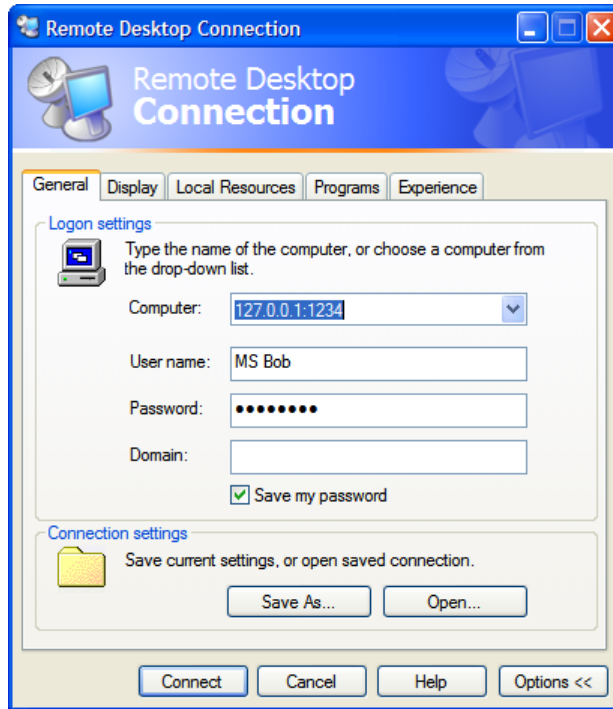 Remote Desktop Connection
Remote Desktop
Connection
General Display Local Resources Programs Experience
Logon settings
Type the name of the computer, or choose a computer from
the drop-down list.
Computer: 127.0.0.1:1234
User name: MS Bob
Password: ●●●●●●●●
Domain:
Save my password
Connection settings
Save current settings, or open saved connection.
Save As... Open...
Connect Cancel Help Options <<